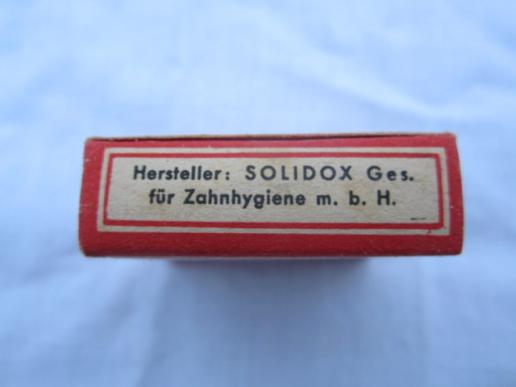 Hersteller: SOLIDOX Ges.
für Zahnhygiene m. b. H.